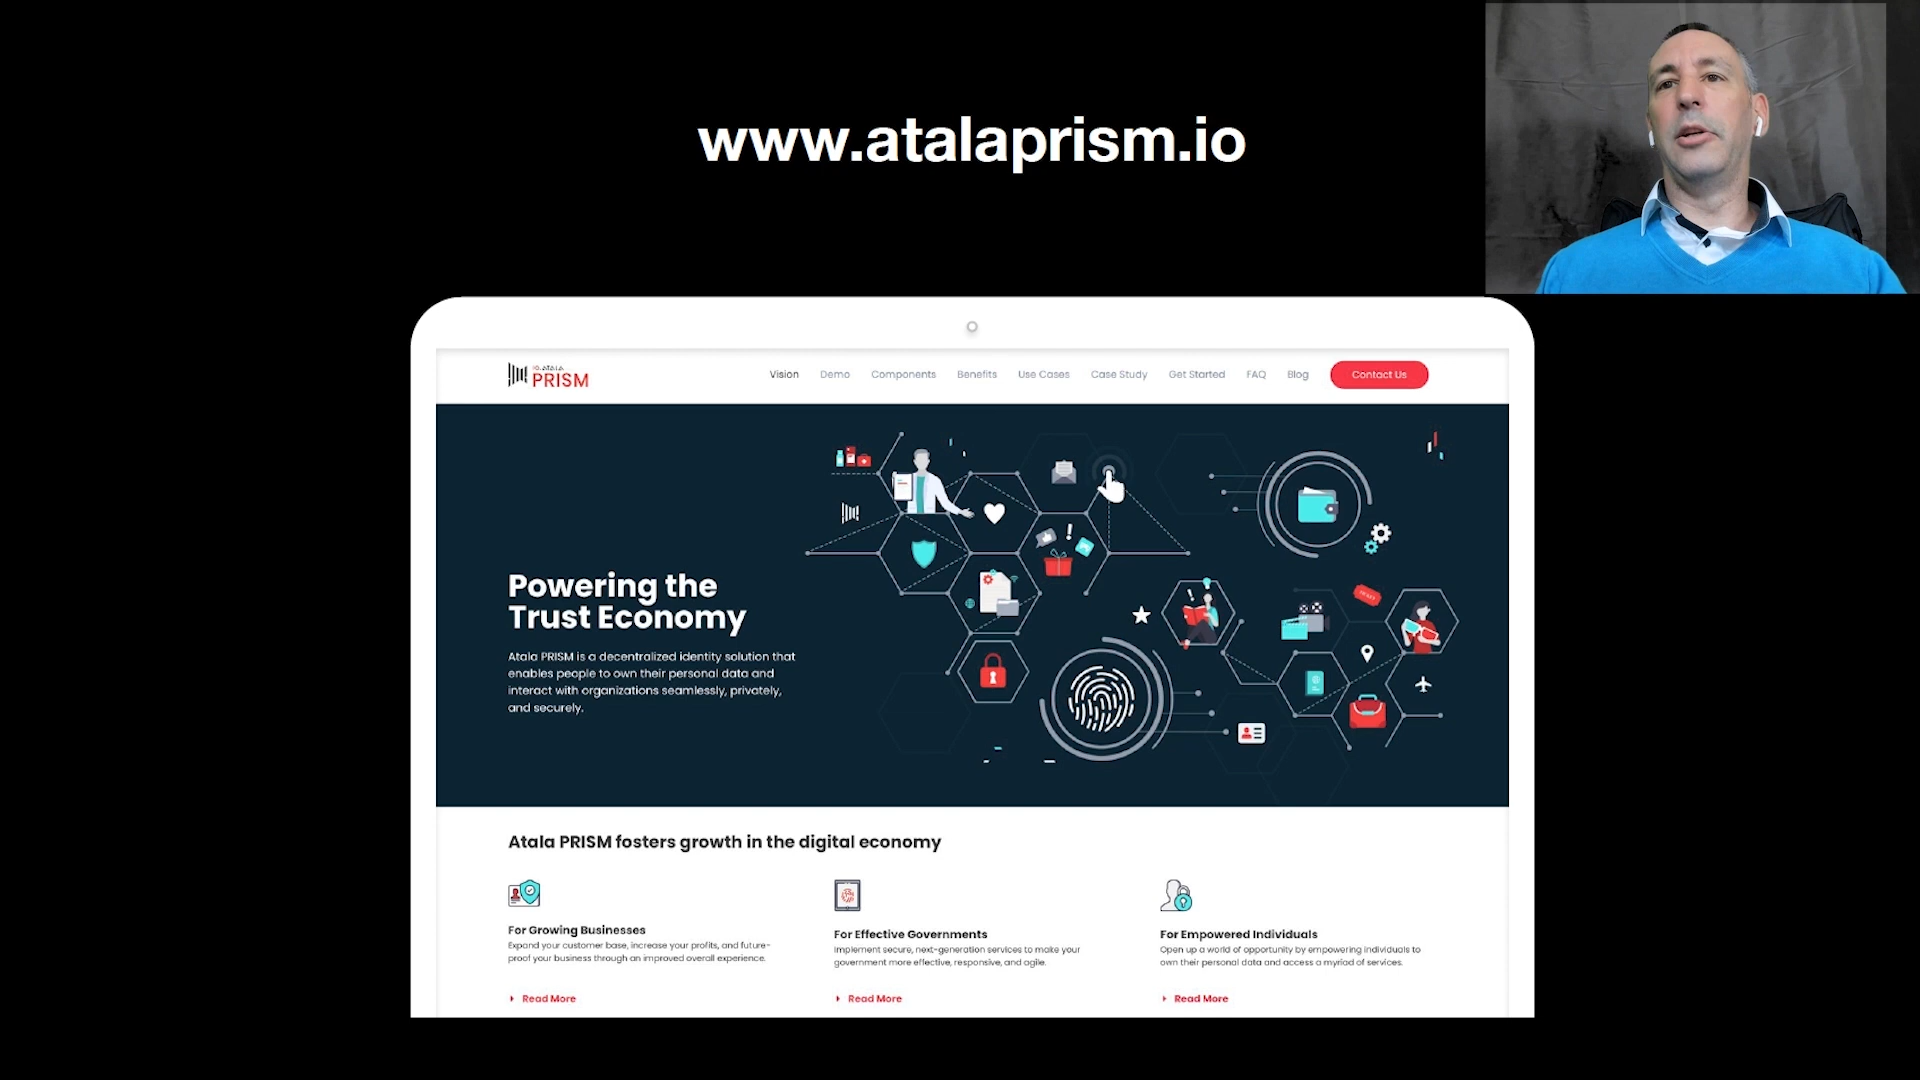 www.atalaprism.io
io.atala
PRISM
Vision Demo Components Benefits Use Cases Case Study Get Started FAQ Blog Contact Us
Powering the
Trust Economy
Atala PRISM is a decentralized identity solution that
enables people to own their personal data and
interact with organizations seamlessly, privately,
and securely.
Atala PRISM fosters growth in the digital economy
For Growing Businesses
Expand your customer base, increase your profits, and future-
proof your business through an improved overall experience.
Read More
For Effective Governments
Implement secure, next-generation services to make your
government more effective, responsive, and agile.
Read More
For Empowered Individuals
Open up a world of opportunity by empowering individuals to
own their personal data and access a myriad of services.
Read More